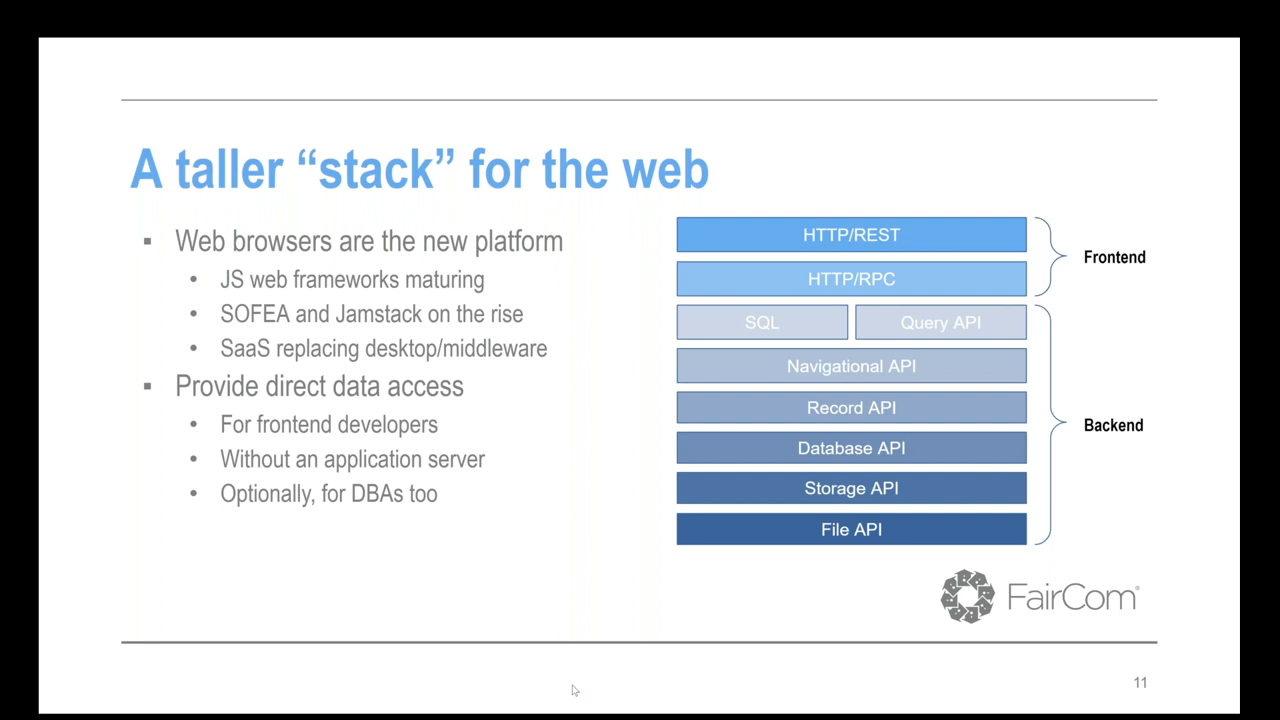 A taller “stack” for the web
▪ Web browsers are the new platform
• JS web frameworks maturing
• SOFEA and Jamstack on the rise
• SaaS replacing desktop/middleware
▪ Provide direct data access
• For frontend developers
• Without an application server
• Optionally, for DBAs too
HTTP/REST
HTTP/RPC
Frontend
SQL
Query API
Navigational API
Record API
Database API
Storage API
File API
Backend
FairCom®
11